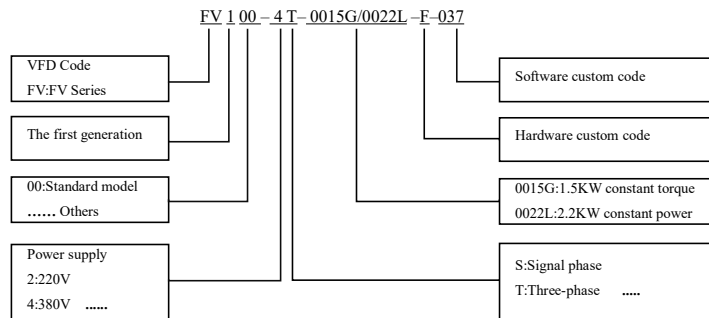 FV 1 00 - 4 T- 0015G/0022L -F-037
VFD Code
FV:FV Series
The first generation
00:Standard model
...... Others
Power supply
2:220V
4:380V ......
Software custom code
Hardware custom code
0015G:1.5KW constant torque
0022L:2.2KW constant power
S:Signal phase
T:Three-phase .....